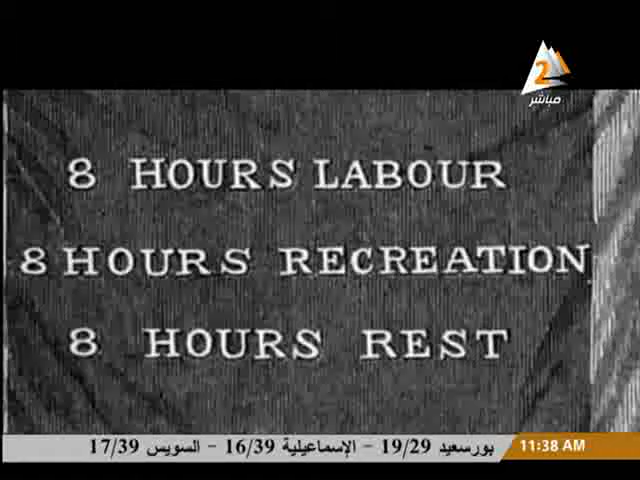 2
مباشر
8 HOURS LABOUR
8 HOURS RECREATION
8 HOURS REST
بورسعيد 19/29 - الإسماعيلية 16/39 - السويس 17/39
11:38 AM